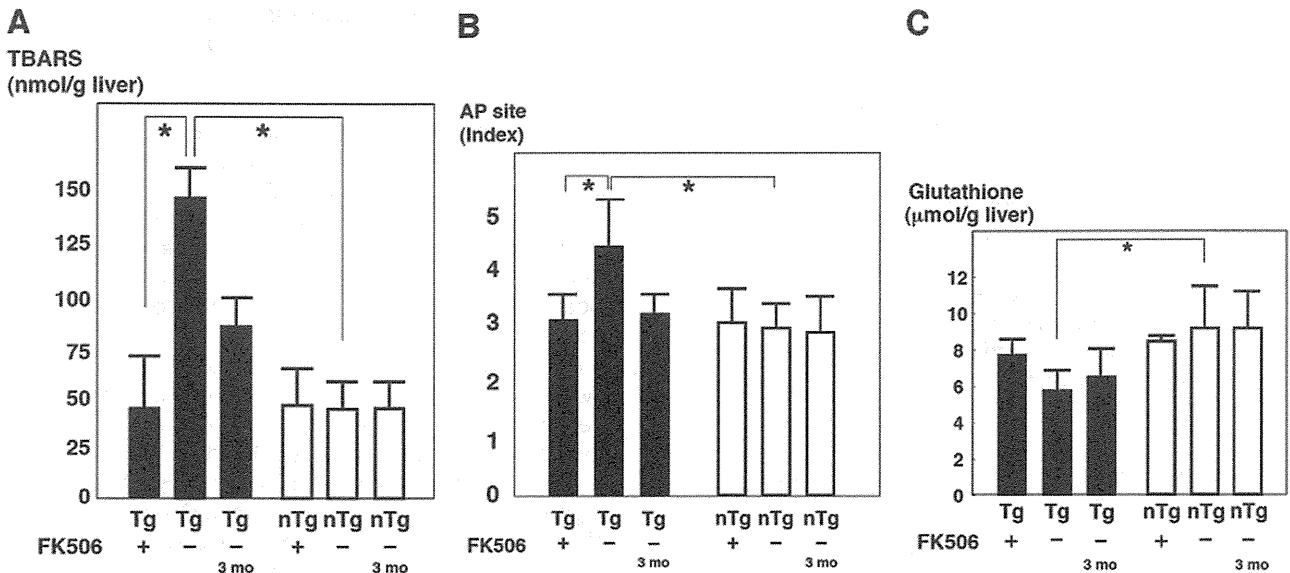 A
TBARS
(nmol/g liver)
150
125
100
75
50
25
0
*
*
Tg Tg Tg nTg nTg nTg
FK506 + − − + − −
3 mo 3 mo
B
AP site
(Index)
5
4
3
2
1
0
*
*
Tg Tg Tg nTg nTg nTg
FK506 + − − + − −
3 mo 3 mo
C
Glutathione
(μmol/g liver)
12
10
8
6
4
2
0
*
Tg Tg Tg nTg nTg nTg
FK506 + − − + − −
3 mo 3 mo